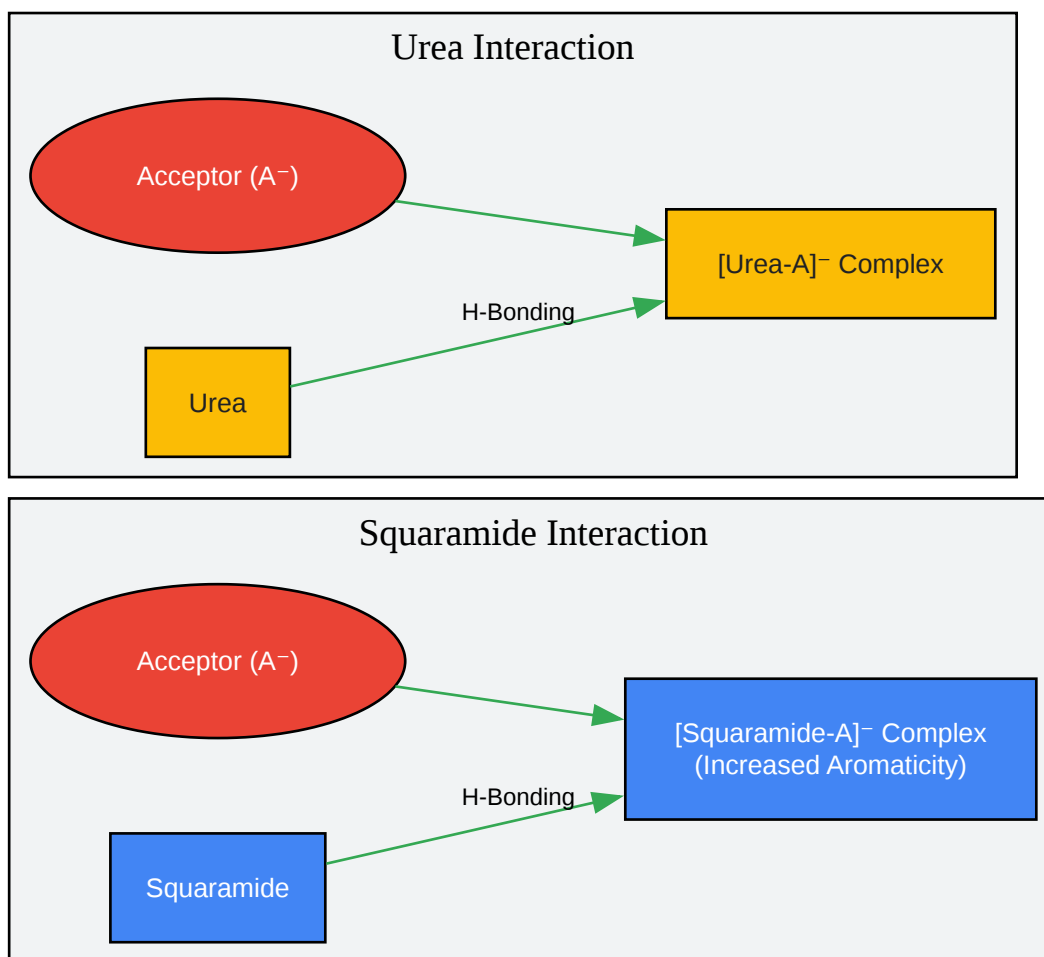 Urea Interaction
Acceptor (A⁻)
[Urea-A]⁻ Complex
H-Bonding
Urea
Squaramide Interaction
Acceptor (A⁻)
[Squaramide-A]⁻ Complex
(Increased Aromaticity)
H-Bonding
Squaramide